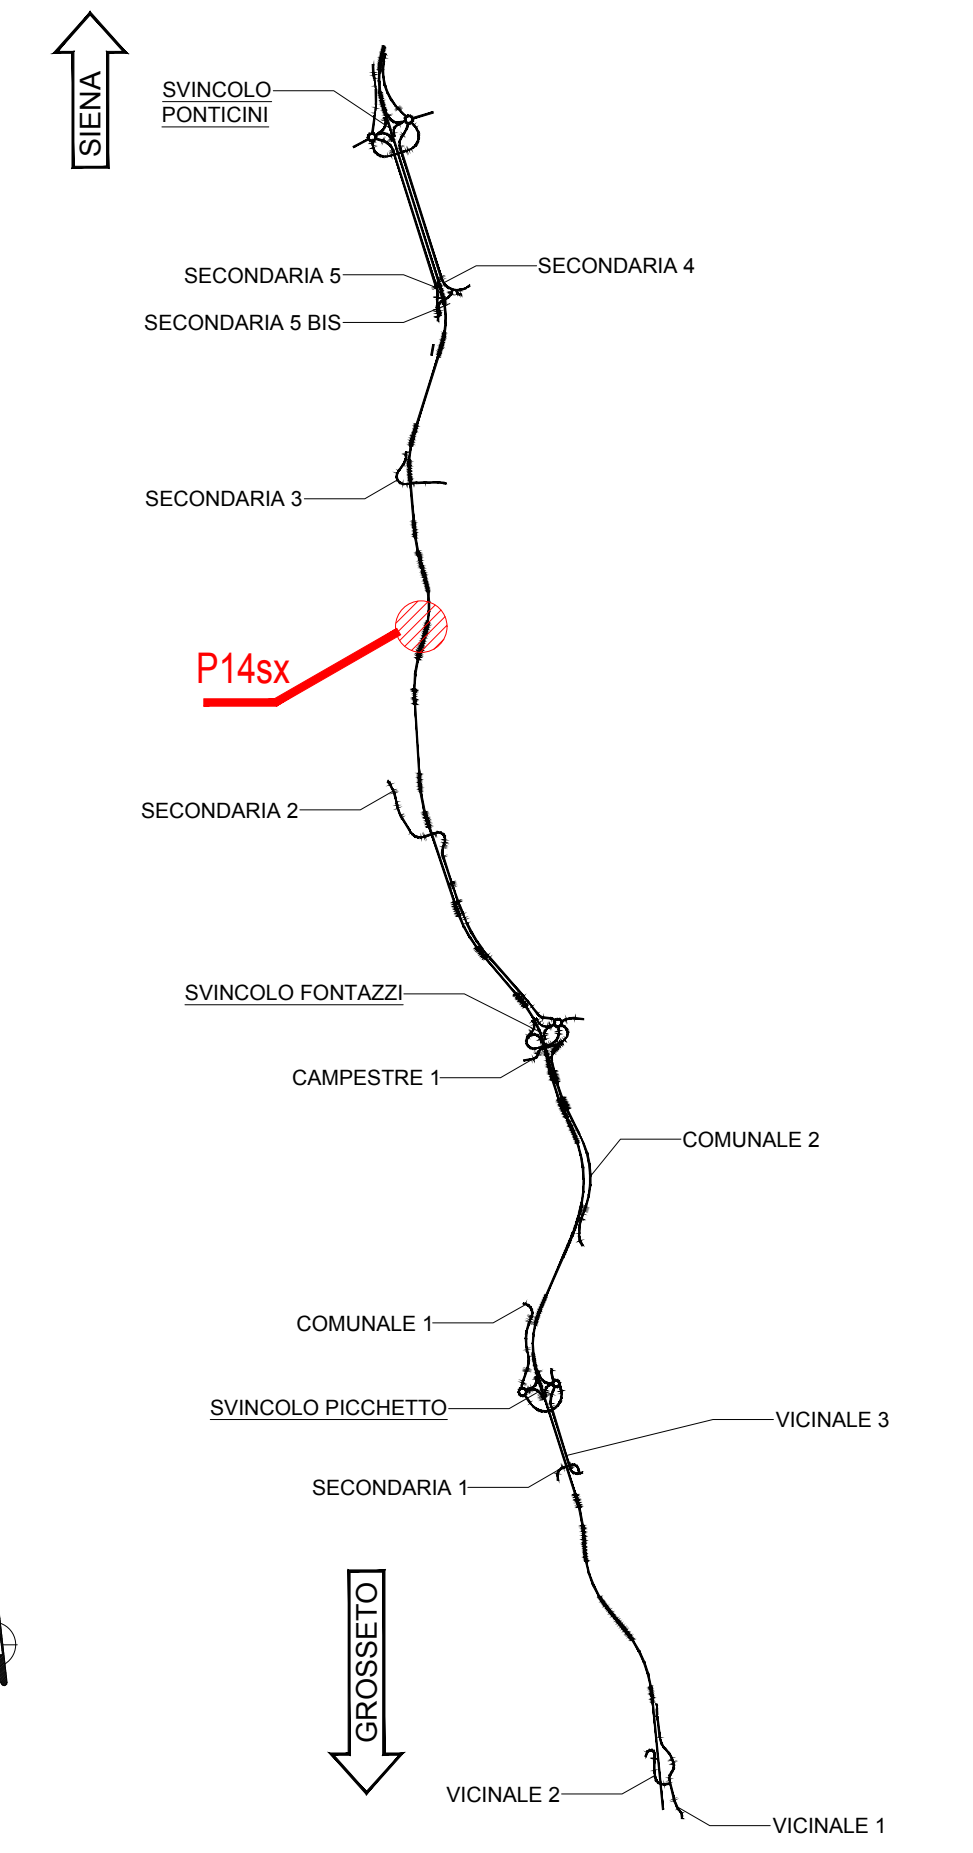 SIENA
SVINCOLO
PONTICINI
SECONDARIA 4
SECONDARIA 5
SECONDARIA 5 BIS
SECONDARIA 3
P14sx
SECONDARIA 2
SVINCOLO FONTAZZI
CAMPESTRE 1
COMUNALE 2
COMUNALE 1
SVINCOLO PICCHETTO
VICINALE 3
SECONDARIA 1
GROSSETO
VICINALE 2
VICINALE 1